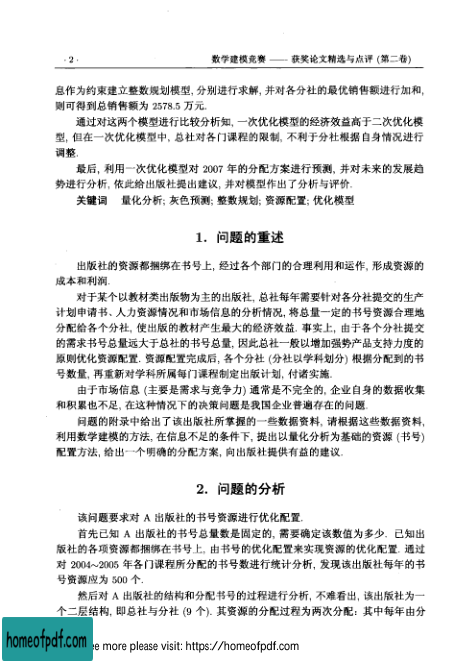 · 2 ·
数学建模竞赛 —— 获奖论文精选与点评 (第二卷)
息作为约束建立整数规划模型, 分别进行求解, 并对各分社的最优销售额进行加和,
则可得到总销售额为 2578.5 万元.
通过对这两个模型进行比较分析知, 一次优化模型的经济效益高于二次优化模
型, 但在一次优化模型中, 总社对各门课程的限制, 不利于分社根据自身情况进行
调整.
最后, 利用一次优化模型对 2007 年的分配方案进行预测, 并对未来的发展趋
势进行分析, 依此给出版社提出建议, 并对模型作出了分析与评价.
关键词 量化分析; 灰色预测; 整数规划; 资源配置; 优化模型
1. 问题的重述
出版社的资源都捆绑在书号上, 经过各个部门的合理利用和运作, 形成资源的
成本和利润.
对于某个以教材类出版物为主的出版社, 总社每年需要针对各分社提交的生产
计划申请书、人力资源情况和市场信息的分析情况, 将总量一定的书号资源合理地
分配给各个分社, 使出版的教材产生最大的经济效益. 事实上, 由于各个分社提交
的需求书号总量远大于总社的书号总量, 因此总社一般以增加强势产品支持力度的
原则优化资源配置. 资源配置完成后, 各个分社 (分社以学科划分) 根据分配到的书
号数量, 再重新对学科所属每门课程制定出版计划, 付诸实施.
由于市场信息 (主要是需求与竞争力) 通常是不完全的, 企业自身的数据收集
和积累也不足, 在这种情况下的决策问题是我国企业普遍存在的问题.
问题的附录中给出了该出版社所掌握的一些数据资料, 请根据这些数据资料,
利用数学建模的方法, 在信息不足的条件下, 提出以量化分析为基础的资源 (书号)
配置方法, 给出一个明确的分配方案, 向出版社提供有益的建议.
2. 问题的分析
该问题要求对 A 出版社的书号资源进行优化配置.
首先已知 A 出版社的书号总量数是固定的, 需要确定该数值为多少. 已知出
版社的各项资源都捆绑在书号上, 由书号的优化配置来实现资源的优化配置. 通过
对 2004~2005 年各门课程所分配的书号数进行统计分析, 发现该出版社每年的书
号资源应为 500 个.
然后对 A 出版社的结构和分配书号的过程进行分析, 不难看出, 该出版社为一
个二层结构, 即总社与分社 (9 个). 其资源的分配过程为两次分配: 其中每年由分
homeofpdf.com
ee more please visit: https://homeofpdf.com